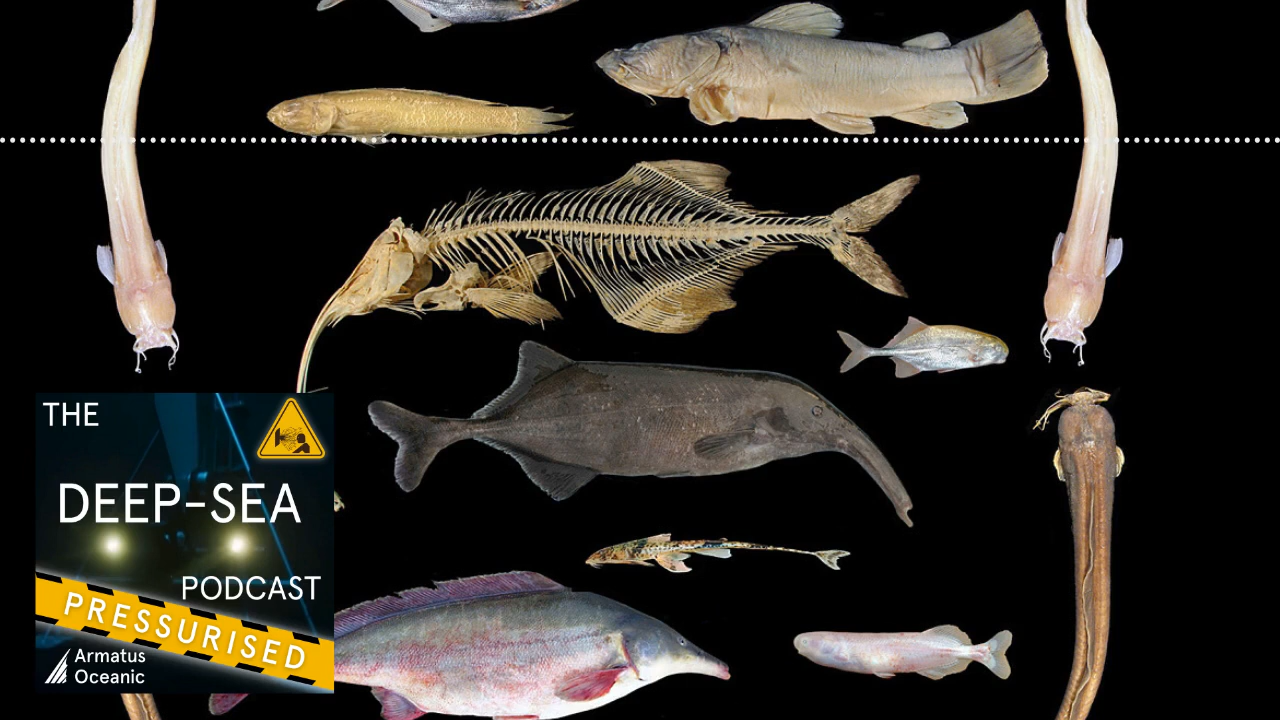 THE
DEEP-SEA
PODCAST
PRESSURISED
Armatus
Oceanic